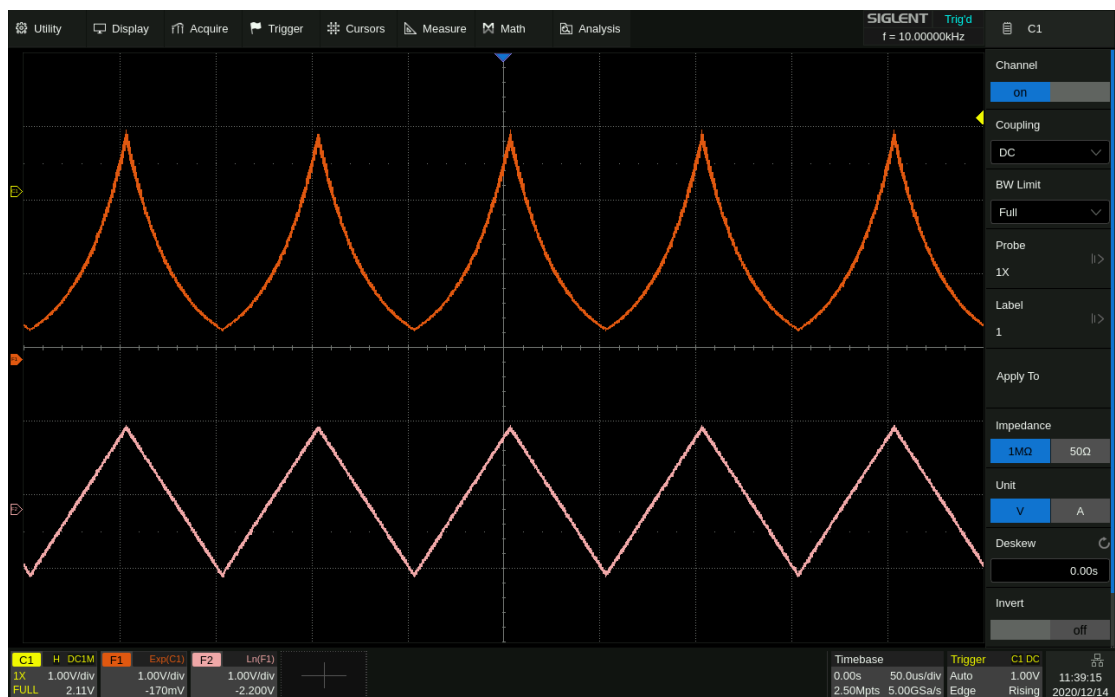 Utility Display Acquire Trigger Cursors Measure Math Analysis
SIGLENT Trig'd
f = 10.00000kHz
C1
Channel
on
Coupling
DC
BW Limit
Full
Probe
1X
Label
1
Apply To
Impedance
1MΩ 50Ω
Unit
V A
Deskew
0.00s
Invert
off
C1
F1
F2
C1 H DC1M
1X 1.00V/div
FULL 2.11V
F1 Exp(C1)
1.00V/div
-170mV
F2 Ln(F1)
1.00V/div
-2.200V
Timebase
0.00s 50.0us/div
2.50Mpts 5.00GSa/s
Trigger C1 DC
Auto 1.00V
Edge Rising
11:39:15
2020/12/14